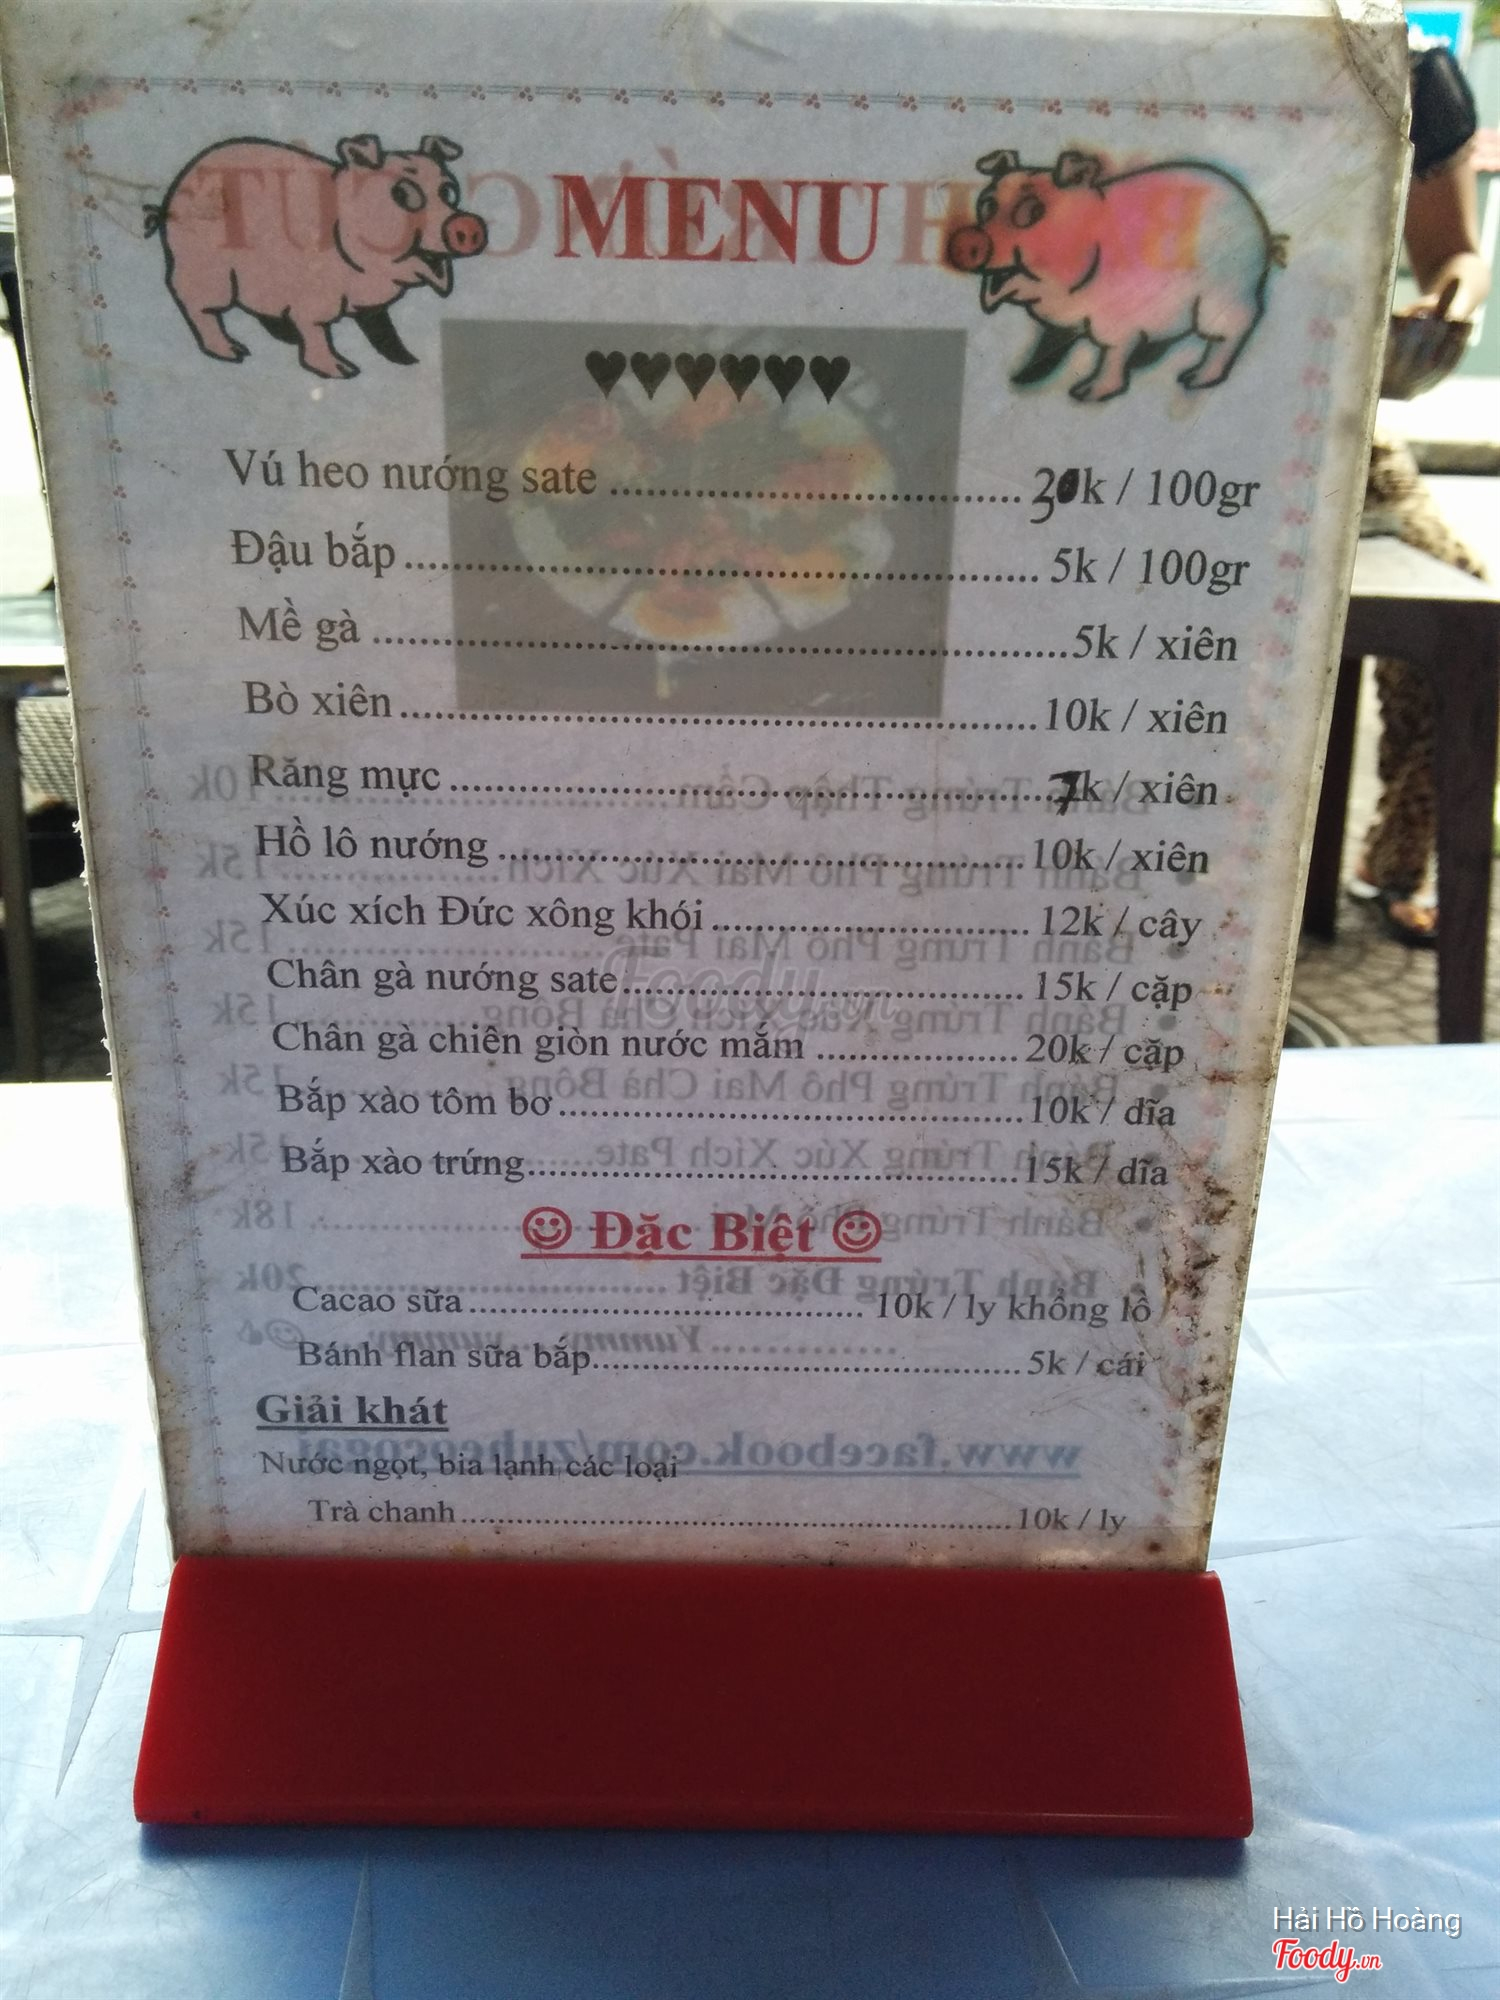 MENU
♥♥♥♥♥♥
Vú heo nướng sate .......... 30k / 100gr
Đậu bắp .......... 5k / 100gr
Mề gà .......... 5k / xiên
Bò xiên .......... 10k / xiên
Răng mực .......... 7k / xiên
Hồ lô nướng .......... 10k / xiên
Xúc xích Đức xông khói .......... 12k / cây
Chân gà nướng sate .......... 15k / cặp
Chân gà chiên giòn nước mắm .......... 20k / cặp
Bắp xào tôm bơ .......... 10k / dĩa
Bắp xào trứng .......... 15k / dĩa
☺ Đặc Biệt ☺
Cacao sữa .......... 10k / ly khổng lồ
Bánh flan sữa bắp .......... 5k / cái
Giải khát
Nước ngọt, bia lạnh các loại
Trà chanh .......... 10k / ly
Foody.vn
Hải Hồ Hoàng
Foody.vn